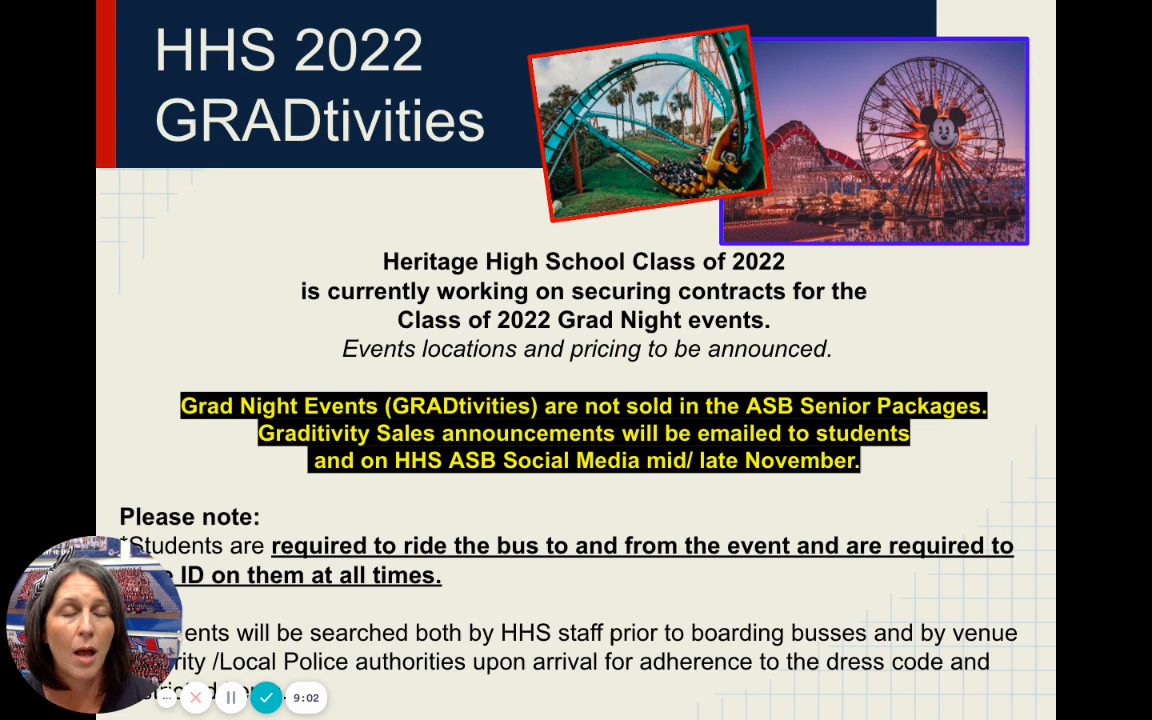 HHS 2022
GRADtivities
Heritage High School Class of 2022
is currently working on securing contracts for the
Class of 2022 Grad Night events.
Events locations and pricing to be announced.
Grad Night Events (GRADtivities) are not sold in the ASB Senior Packages.
Graditivity Sales announcements will be emailed to students
and on HHS ASB Social Media mid/ late November.
Please note:
*Students are required to ride the bus to and from the event and are required to
ID on them at all times.
ents will be searched both by HHS staff prior to boarding busses and by venue
rity /Local Police authorities upon arrival for adherence to the dress code and
9:02